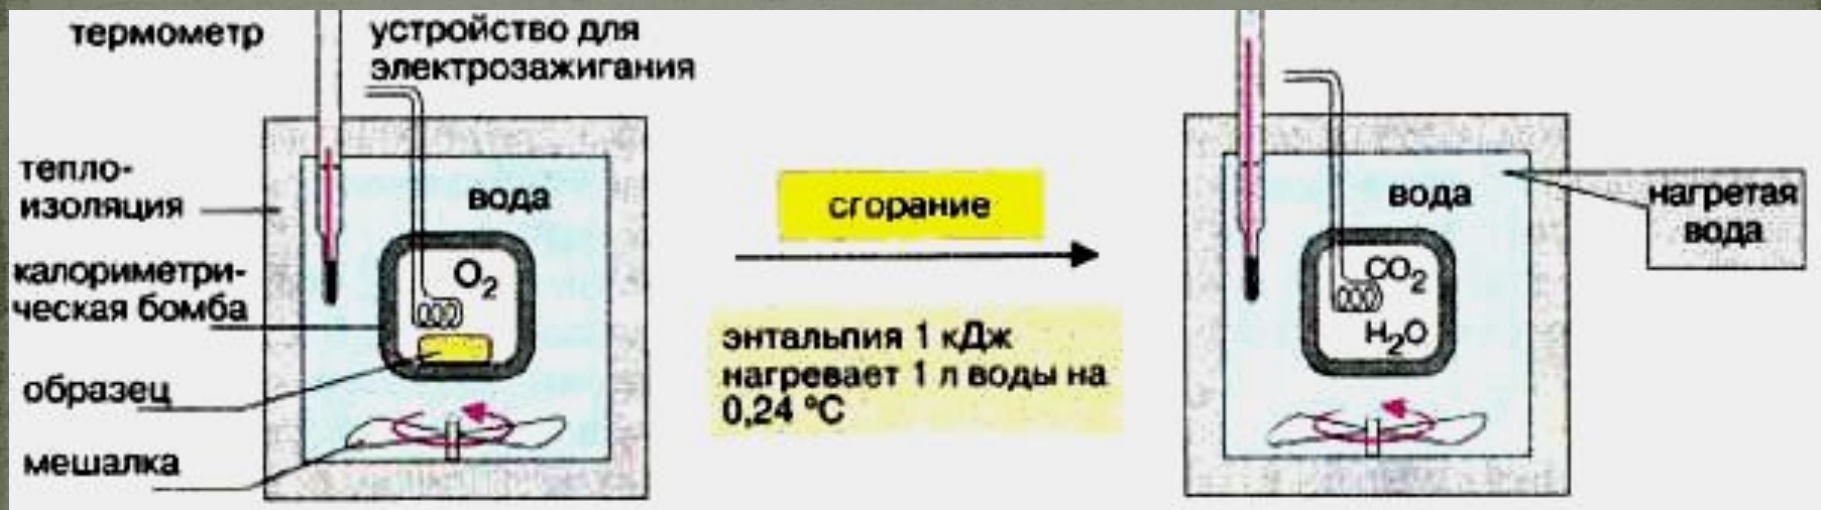 термометр
устройство для
электрозажигания
тепло-
изоляция
вода
калориметри-
ческая бомба
O₂
образец
мешалка
сгорание
энтальпия 1 кДж
нагревает 1 л воды на
0,24 °C
вода
нагретая
вода
CO₂
H₂O